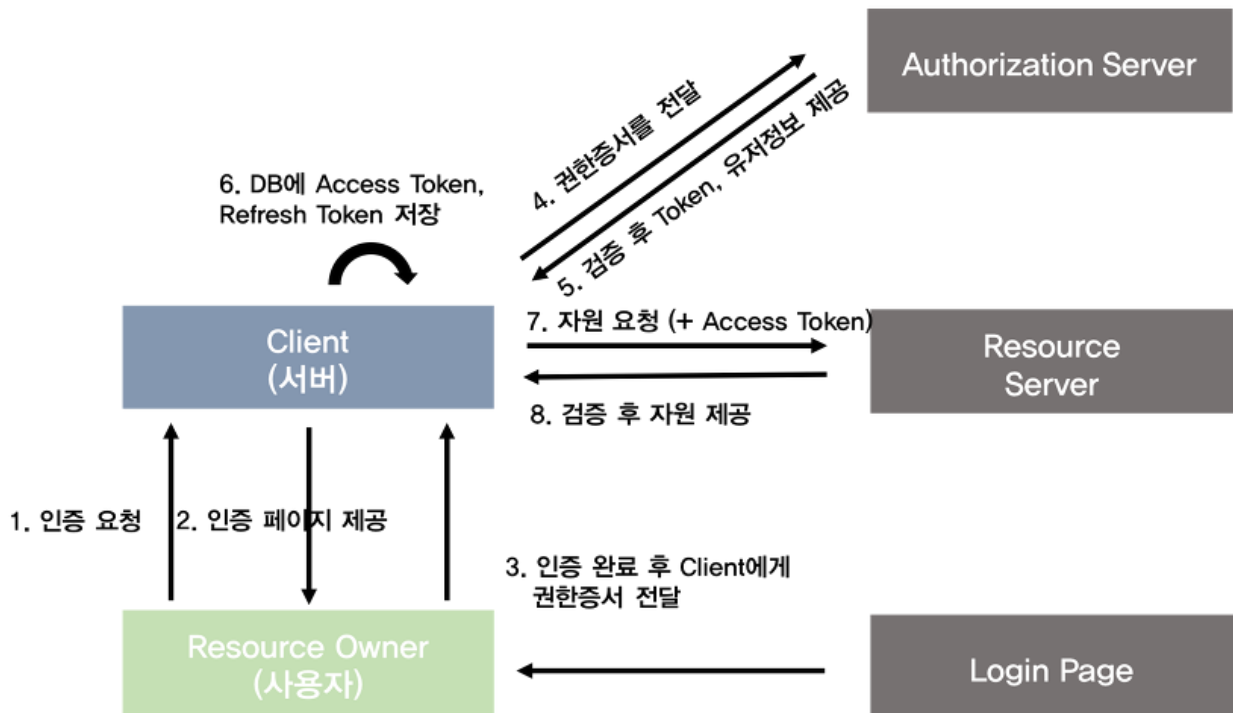 Authorization Server
4. 권한증서를 전달
5. 검증 후 Token, 유저정보 제공
6. DB에 Access Token,
Refresh Token 저장
Client
(서버)
7. 자원 요청 (+ Access Token)
8. 검증 후 자원 제공
Resource
Server
1. 인증 요청
2. 인증 페이지 제공
3. 인증 완료 후 Client에게
권한증서 전달
Resource Owner
(사용자)
Login Page